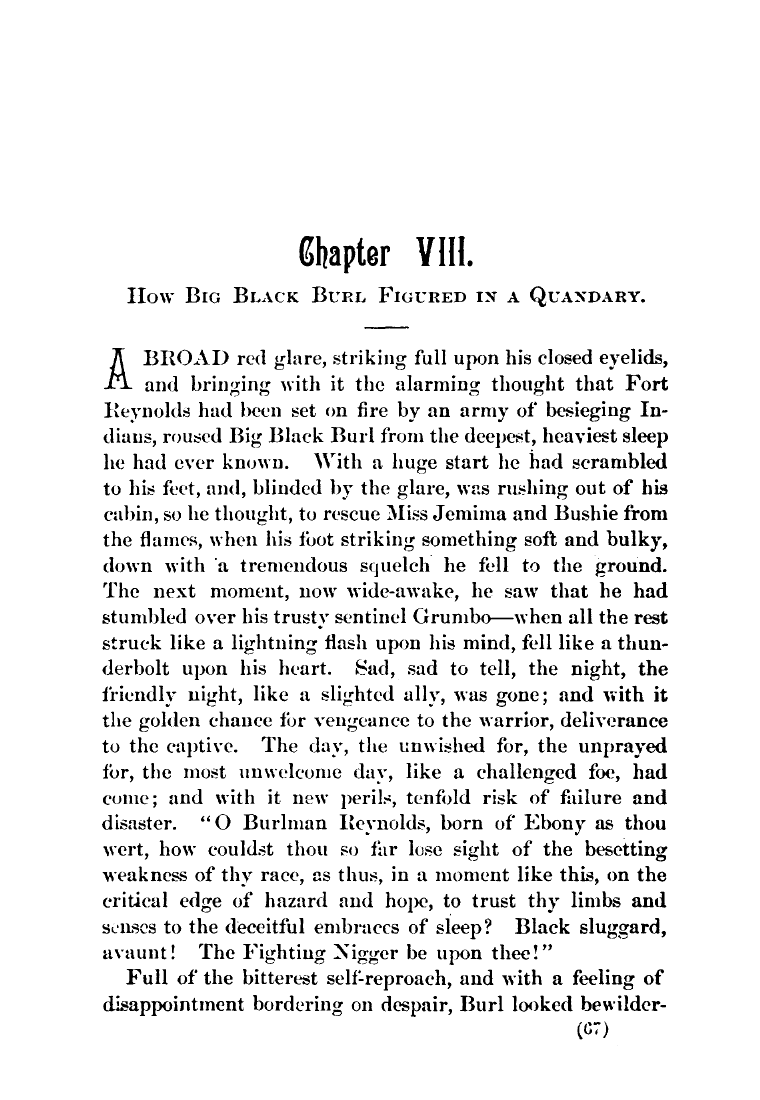 Chapter VIII.
How Big Black Burl Figured in a Quandary.
A BROAD red glare, striking full upon his closed eyelids,
and bringing with it the alarming thought that Fort
Reynolds had been set on fire by an army of besieging In-
dians, roused Big Black Burl from the deepest, heaviest sleep
he had ever known. With a huge start he had scrambled
to his feet, and, blinded by the glare, was rushing out of his
cabin, so he thought, to rescue Miss Jemima and Bushie from
the flames, when his foot striking something soft and bulky,
down with a tremendous squelch he fell to the ground.
The next moment, now wide-awake, he saw that he had
stumbled over his trusty sentinel Grumbo—when all the rest
struck like a lightning flash upon his mind, fell like a thun-
derbolt upon his heart. Sad, sad to tell, the night, the
friendly night, like a slighted ally, was gone; and with it
the golden chance for vengeance to the warrior, deliverance
to the captive. The day, the unwished for, the unprayed
for, the most unwelcome day, like a challenged foe, had
come; and with it new perils, tenfold risk of failure and
disaster. "O Burlman Reynolds, born of Ebony as thou
wert, how couldst thou so far lose sight of the besetting
weakness of thy race, as thus, in a moment like this, on the
critical edge of hazard and hope, to trust thy limbs and
senses to the deceitful embraces of sleep? Black sluggard,
avaunt! The Fighting Nigger be upon thee!"
Full of the bitterest self-reproach, and with a feeling of
disappointment bordering on despair, Burl looked bewilder-
(67)